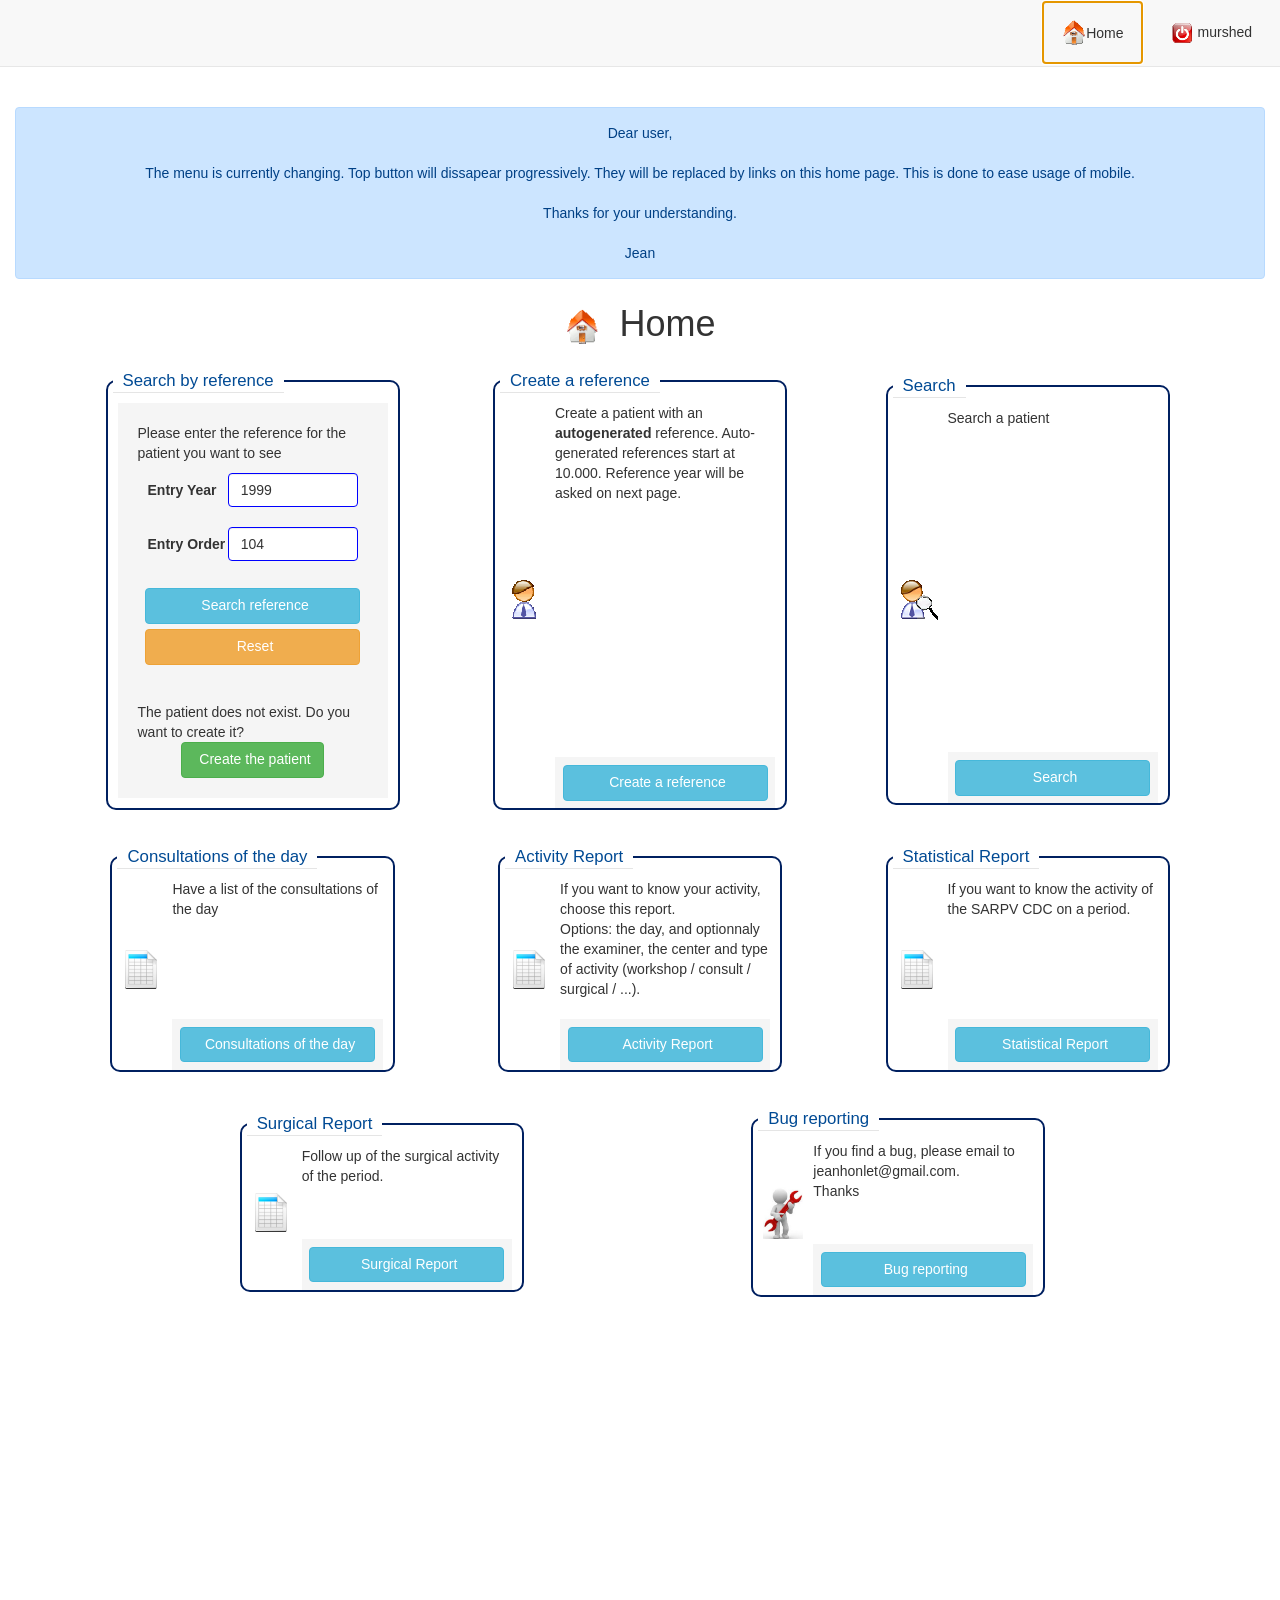 Home
murshed
Dear user,
The menu is currently changing. Top button will dissapear progressively. They will be replaced by links on this home page. This is done to ease usage of mobile.
Thanks for your understanding.
Jean
Home
Search by reference
Please enter the reference for the
patient you want to see
Entry Year 1999
Entry Order 104
Search reference
Reset
The patient does not exist. Do you
want to create it?
Create the patient
Create a reference
Create a patient with an
autogenerated reference. Auto-
generated references start at
10.000. Reference year will be
asked on next page.
Create a reference
Search
Search a patient
Search
Consultations of the day
Have a list of the consultations of
the day
Consultations of the day
Activity Report
If you want to know your activity,
choose this report.
Options: the day, and optionnaly
the examiner, the center and type
of activity (workshop / consult /
surgical / ...).
Activity Report
Statistical Report
If you want to know the activity of
the SARPV CDC on a period.
Statistical Report
Surgical Report
Follow up of the surgical activity
of the period.
Surgical Report
Bug reporting
If you find a bug, please email to
jeanhonlet@gmail.com.
Thanks
Bug reporting